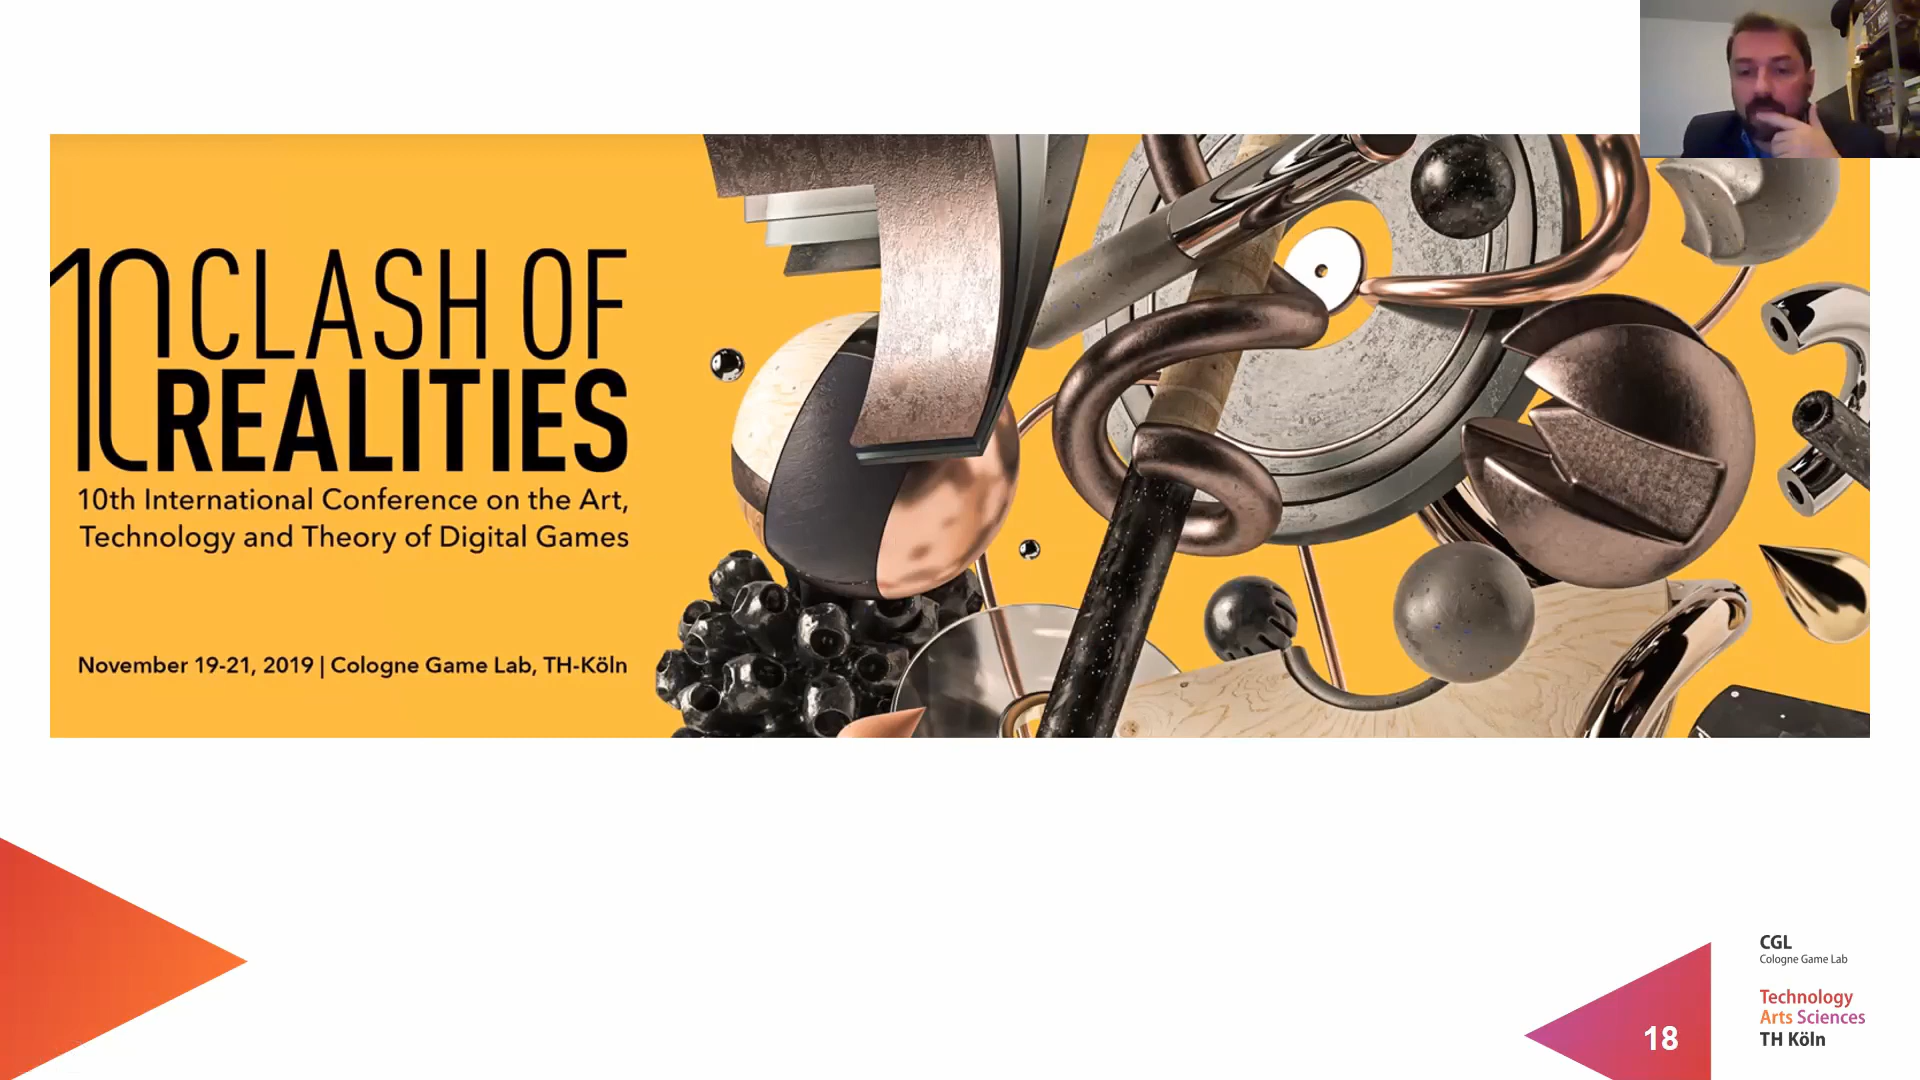 10 CLASH OF
REALITIES
10th International Conference on the Art,
Technology and Theory of Digital Games
November 19-21, 2019 | Cologne Game Lab, TH-Köln
CGL
Cologne Game Lab
Technology
Arts Sciences
TH Köln
18